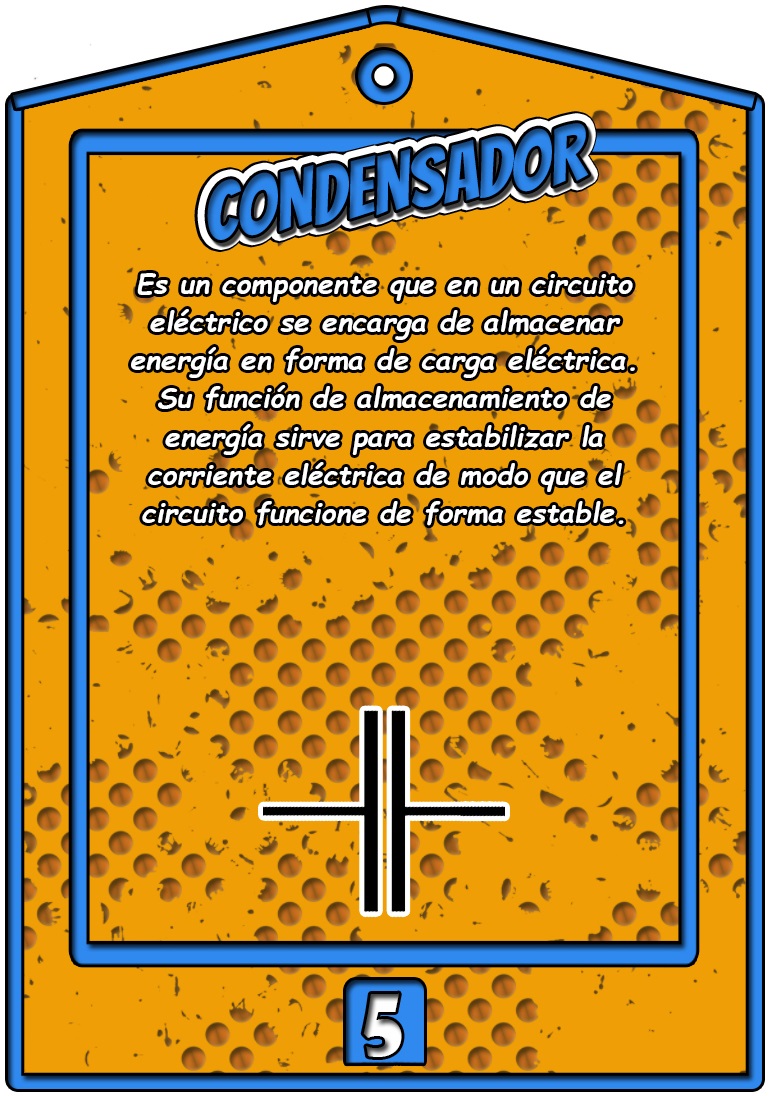 CONDENSADOR
Es un componente que en un circuito
eléctrico se encarga de almacenar
energía en forma de carga eléctrica.
Su función de almacenamiento de
energía sirve para estabilizar la
corriente eléctrica de modo que el
circuito funcione de forma estable.
5